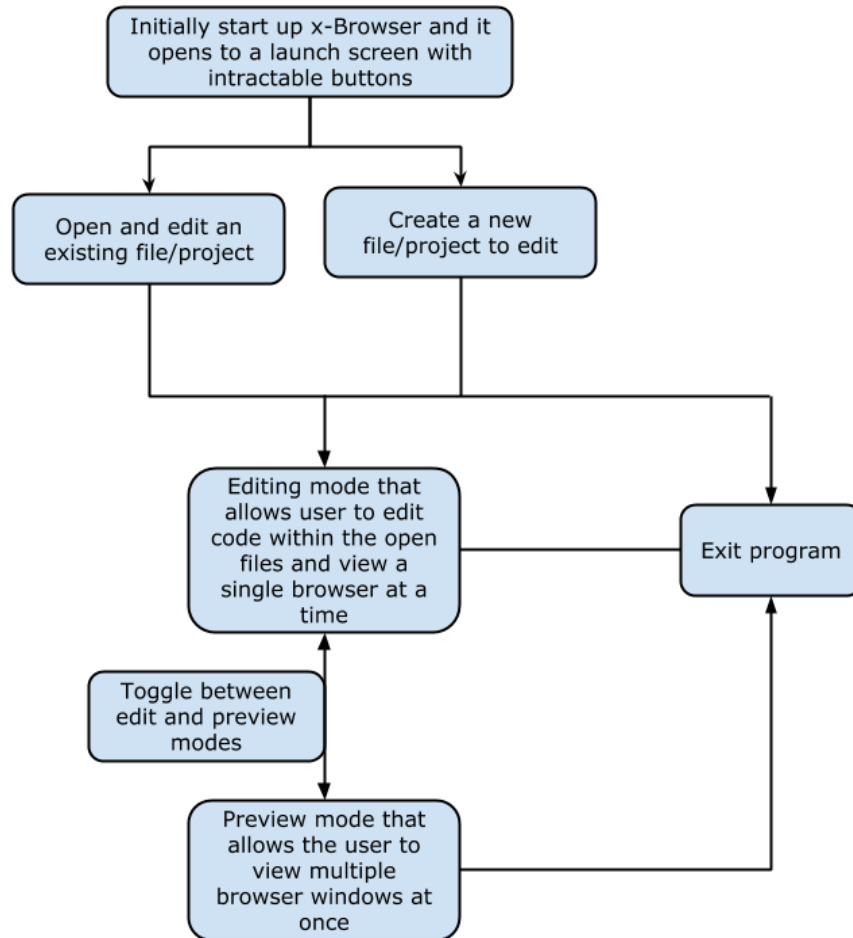 Initially start up x-Browser and it
opens to a launch screen with
intractable buttons
Open and edit an
existing file/project
Create a new
file/project to edit
Editing mode that
allows user to edit
code within the open
files and view a
single browser at a
time
Exit program
Toggle between
edit and preview
modes
Preview mode that
allows the user to
view multiple
browser windows at
once